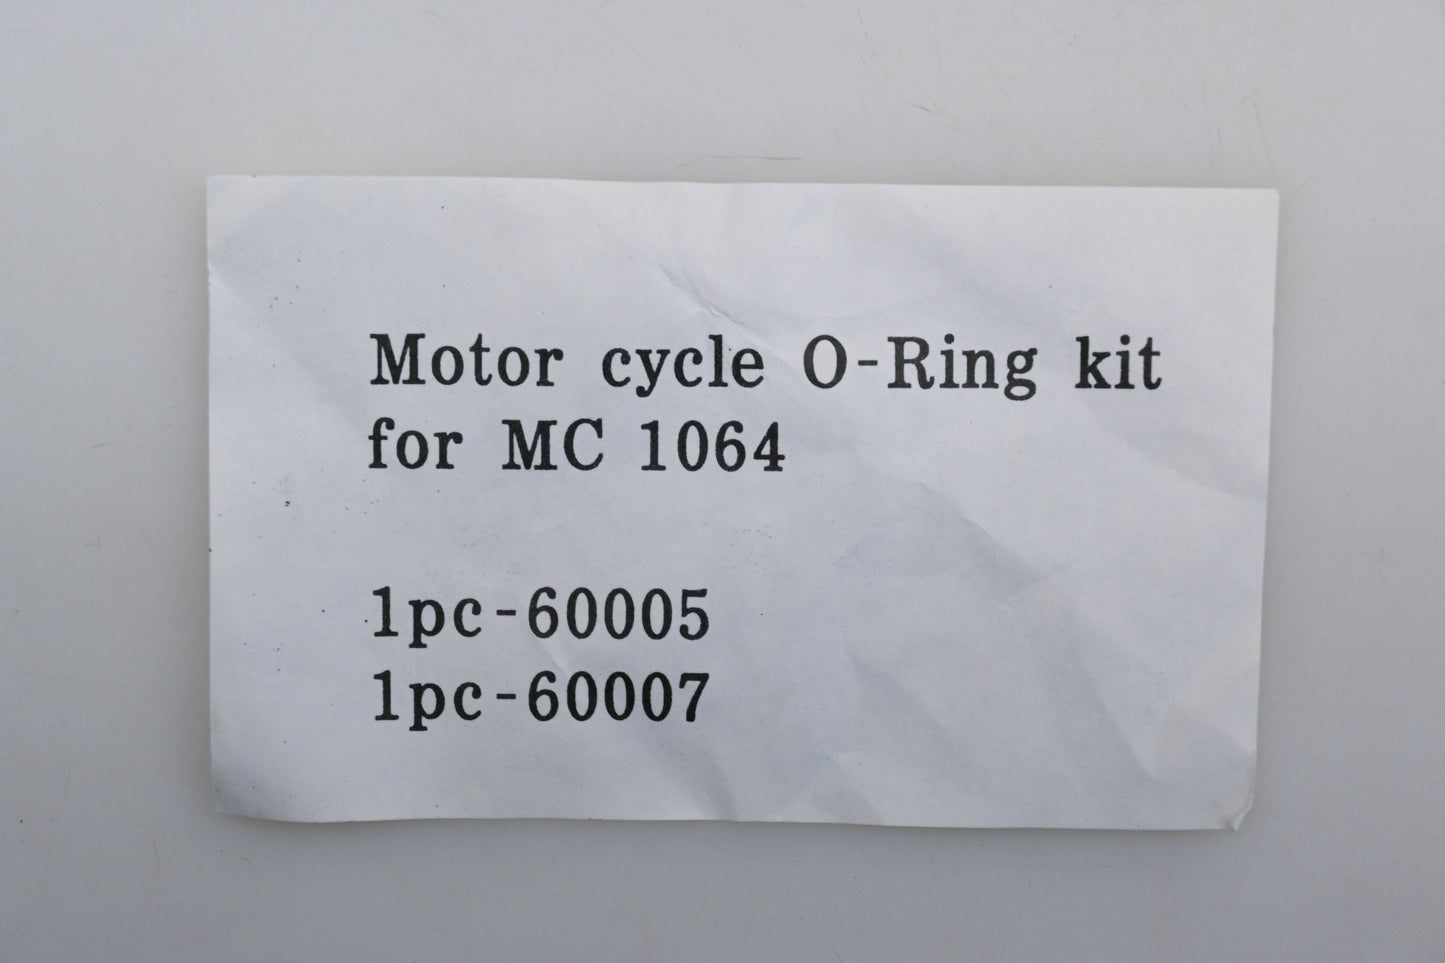 Motor cycle O-Ring kit
for MC 1064
1pc-60005
1pc-60007